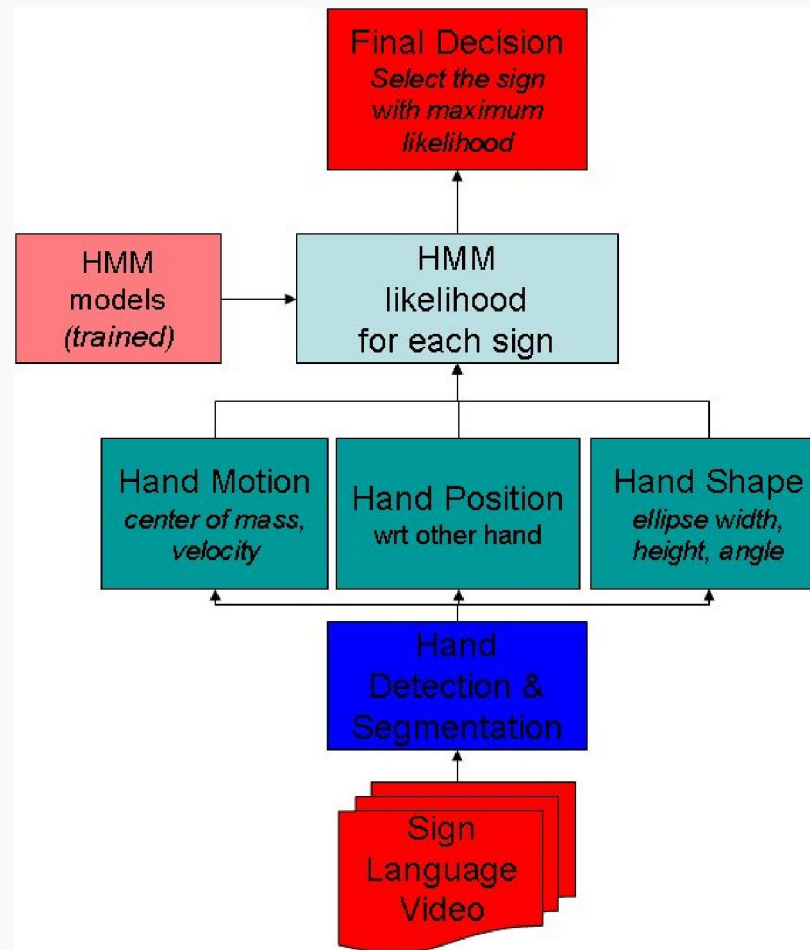 Final Decision
Select the sign
with maximum
likelihood
HMM
models
(trained)
HMM
likelihood
for each sign
Hand Motion
center of mass,
velocity
Hand Position
wrt other hand
Hand Shape
ellipse width,
height, angle
Hand
Detection &
Segmentation
Sign
Language
Video